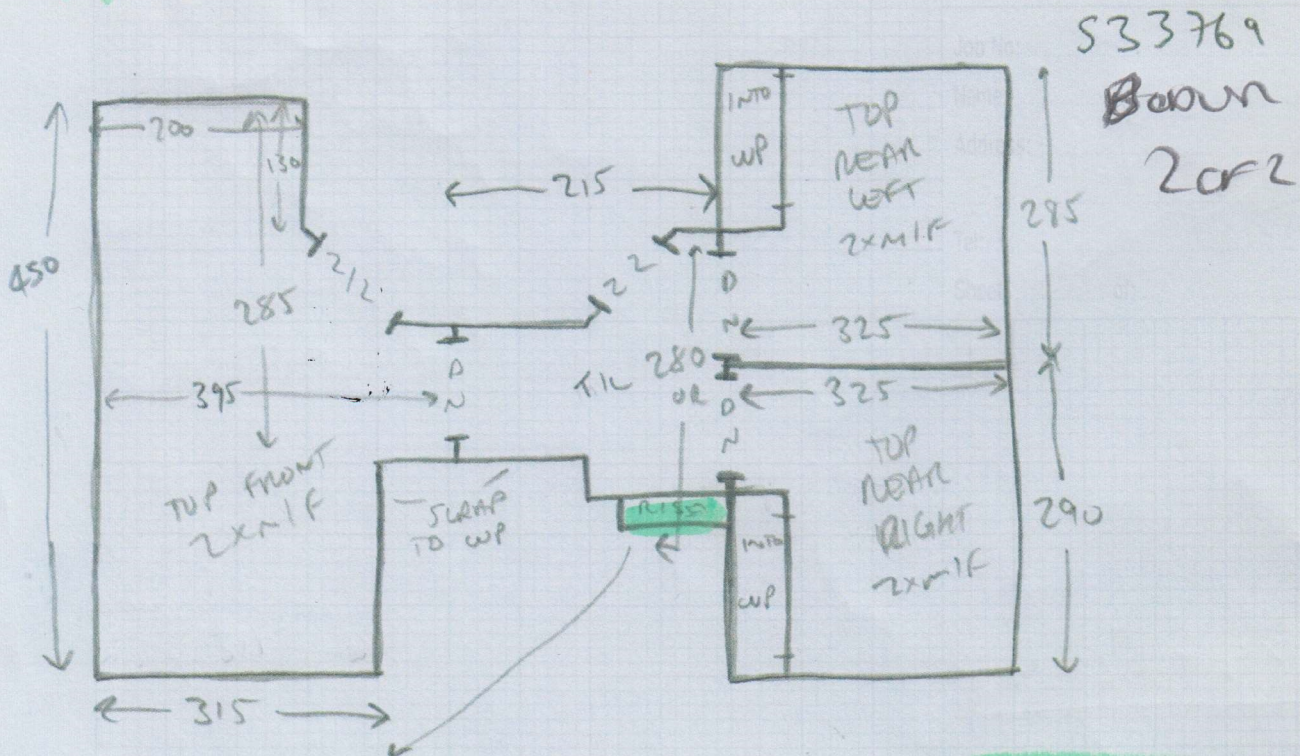 S33769
Brown
2 of 2
200
130
INTO
WP
TOP
REAR
LEFT
2xM/F
215
285
450
2/2
2 2
285
D
N
325
395
D
N
T/L
280
OR
D
N
325
TOP FRONT
2xM/F
SCRAP
TO WP
TOP
REAR
RIGHT
2xM/F
290
INTO
WP
315